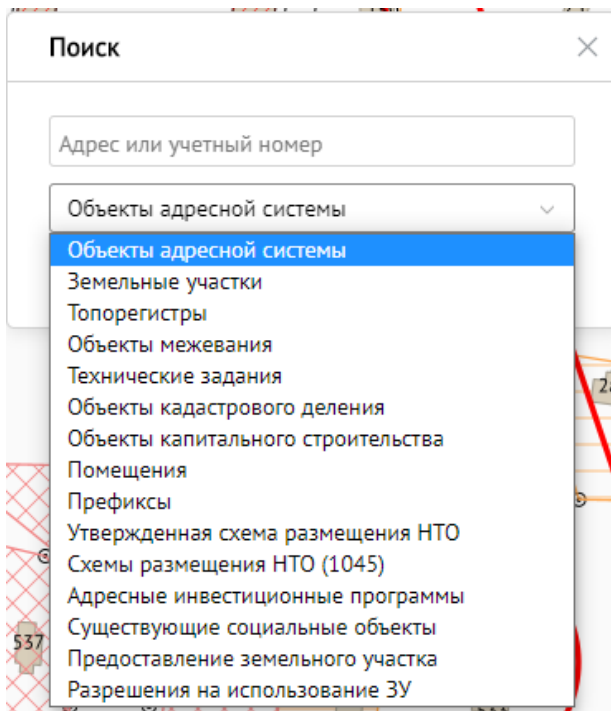 Поиск
Адрес или учетный номер
Объекты адресной системы
Объекты адресной системы
Земельные участки
Топорегистры
Объекты межевания
Технические задания
Объекты кадастрового деления
Объекты капитального строительства
Помещения
Префиксы
Утвержденная схема размещения НТО
Схемы размещения НТО (1045)
Адресные инвестиционные программы
Существующие социальные объекты
Предоставление земельного участка
Разрешения на использование ЗУ
537